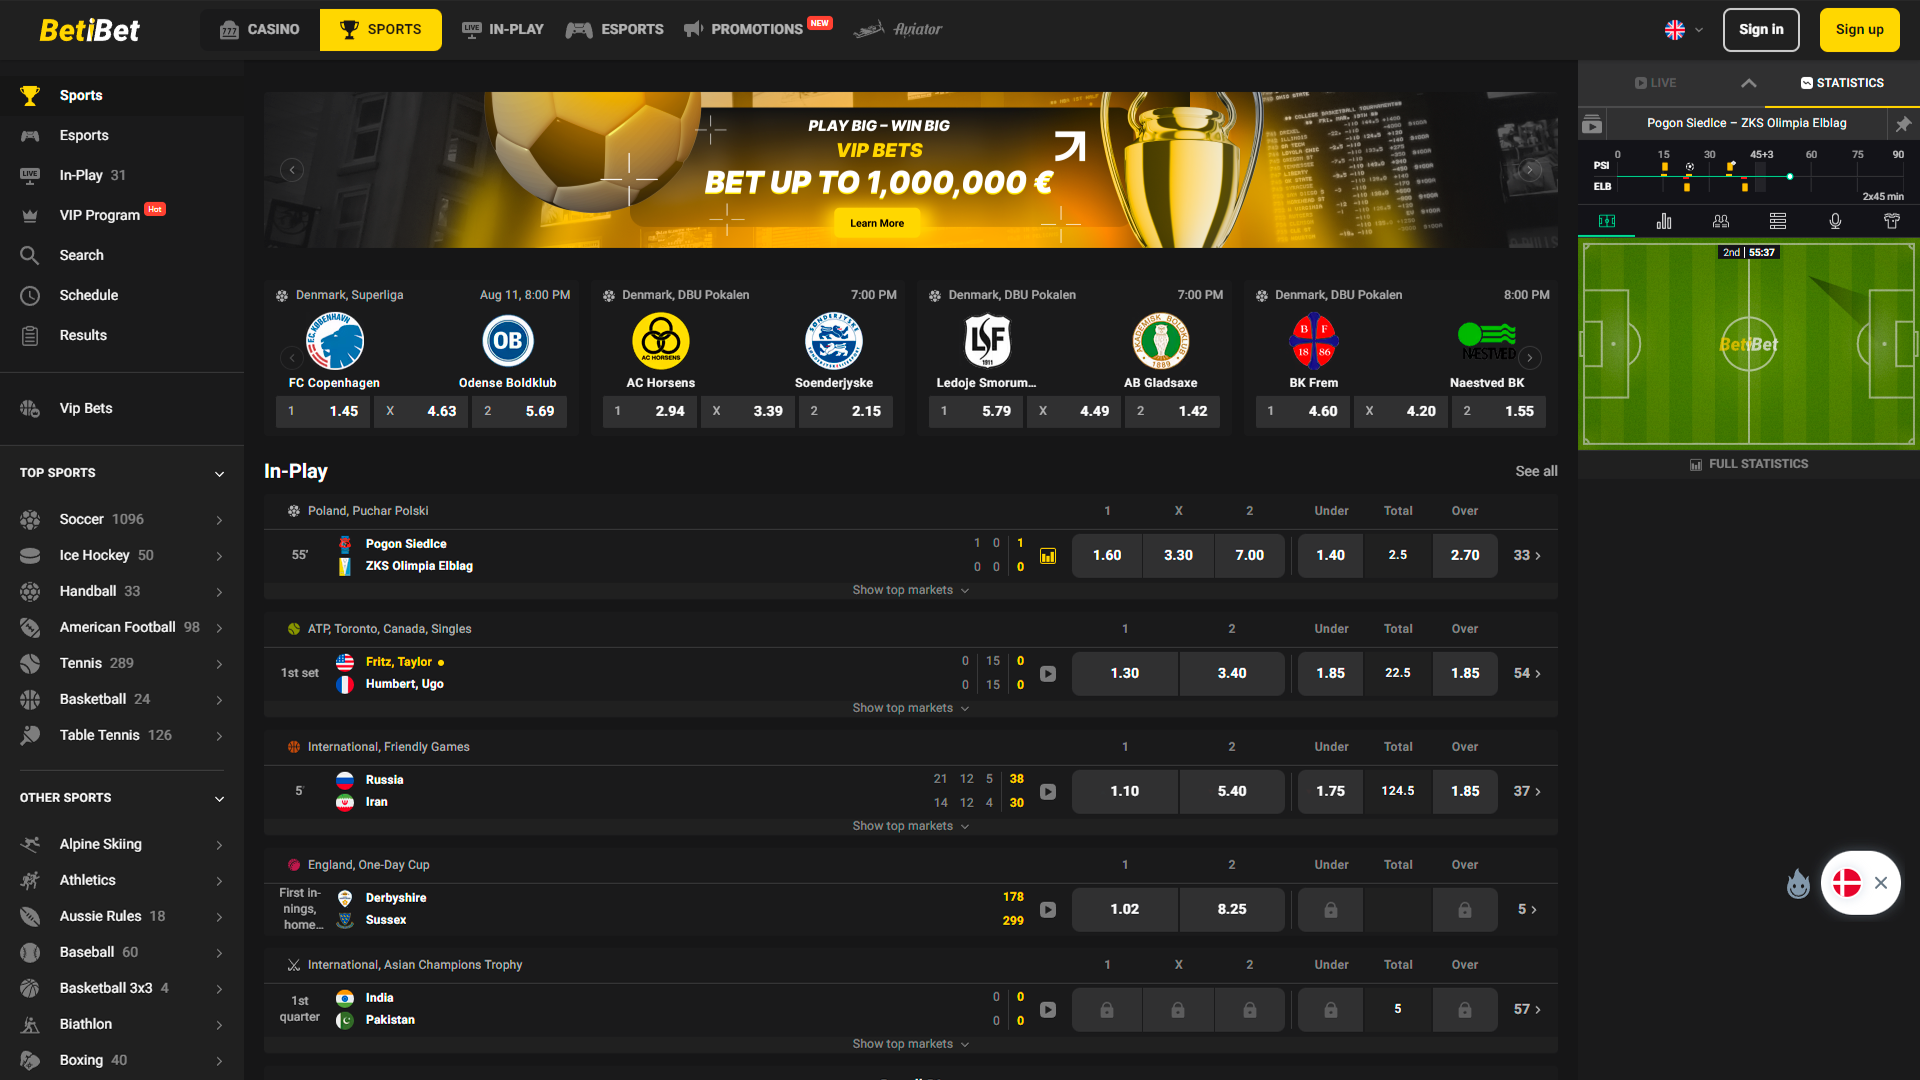 BetiBet
CASINO
SPORTS
LIVE IN-PLAY
ESPORTS
PROMOTIONS NEW
Aviator
Sign in
Sign up
Sports
Esports
LIVE In-Play 31
VIP Program Hot
Search
Schedule
Results
Vip Bets
TOP SPORTS
Soccer 1096
Ice Hockey 50
Handball 33
American Football 98
Tennis 289
Basketball 24
Table Tennis 126
OTHER SPORTS
Alpine Skiing
Athletics
Aussie Rules 18
Baseball 60
Basketball 3x3 4
Biathlon
Boxing 40
PLAY BIG – WIN BIG
VIP BETS
BET UP TO 1,000,000 €
Learn More
Denmark, Superliga Aug 11, 8:00 PM
FC Copenhagen Odense Boldklub
1 1.45 X 4.63 2 5.69
Denmark, DBU Pokalen 7:00 PM
AC Horsens Soenderjyske
1 2.94 X 3.39 2 2.15
Denmark, DBU Pokalen 7:00 PM
Ledoje Smorum... AB Gladsaxe
1 5.79 X 4.49 2 1.42
Denmark, DBU Pokalen 8:00 PM
BK Frem Naestved BK
1 4.60 X 4.20 2 1.55
In-Play See all
Poland, Puchar Polski 1 X 2 Under Total Over
55' Pogon Siedlce 1 0 1
ZKS Olimpia Elblag 0 0 0
1.60 3.30 7.00 1.40 2.5 2.70 33
Show top markets
ATP, Toronto, Canada, Singles 1 2 Under Total Over
1st set Fritz, Taylor 0 15 0
Humbert, Ugo 0 15 0
1.30 3.40 1.85 22.5 1.85 54
Show top markets
International, Friendly Games 1 2 Under Total Over
5' Russia 21 12 5 38
Iran 14 12 4 30
1.10 5.40 1.75 124.5 1.85 37
Show top markets
England, One-Day Cup 1 2 Under Total Over
First in-
nings,
home...
Derbyshire 178
Sussex 299
1.02 8.25 5
International, Asian Champions Trophy 1 X 2 Under Total Over
1st
quarter
India 0 0
Pakistan 0 0
5 57
Show top markets
LIVE
STATISTICS
Pogon Siedlce – ZKS Olimpia Elblag
0 15 30 45+3 60 75 90
PSI
ELB
2x45 min
2nd 55:37
BetiBet
FULL STATISTICS